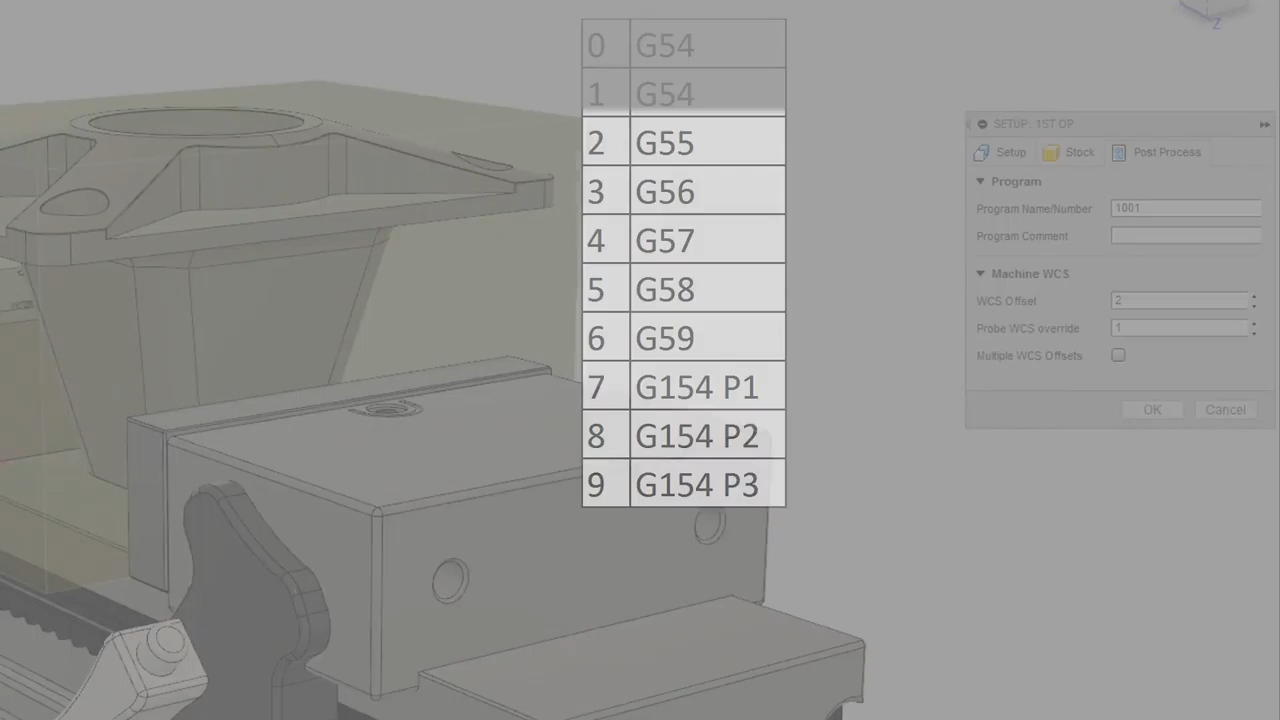 Z
0 G54
1 G54
2 G55
3 G56
4 G57
5 G58
6 G59
7 G154 P1
8 G154 P2
9 G154 P3
SETUP: 1ST OP
Setup Stock Post Process
Program
Program Name/Number 1001
Program Comment
Machine WCS
WCS Offset 2
Probe WCS override 1
Multiple WCS Offsets
OK Cancel